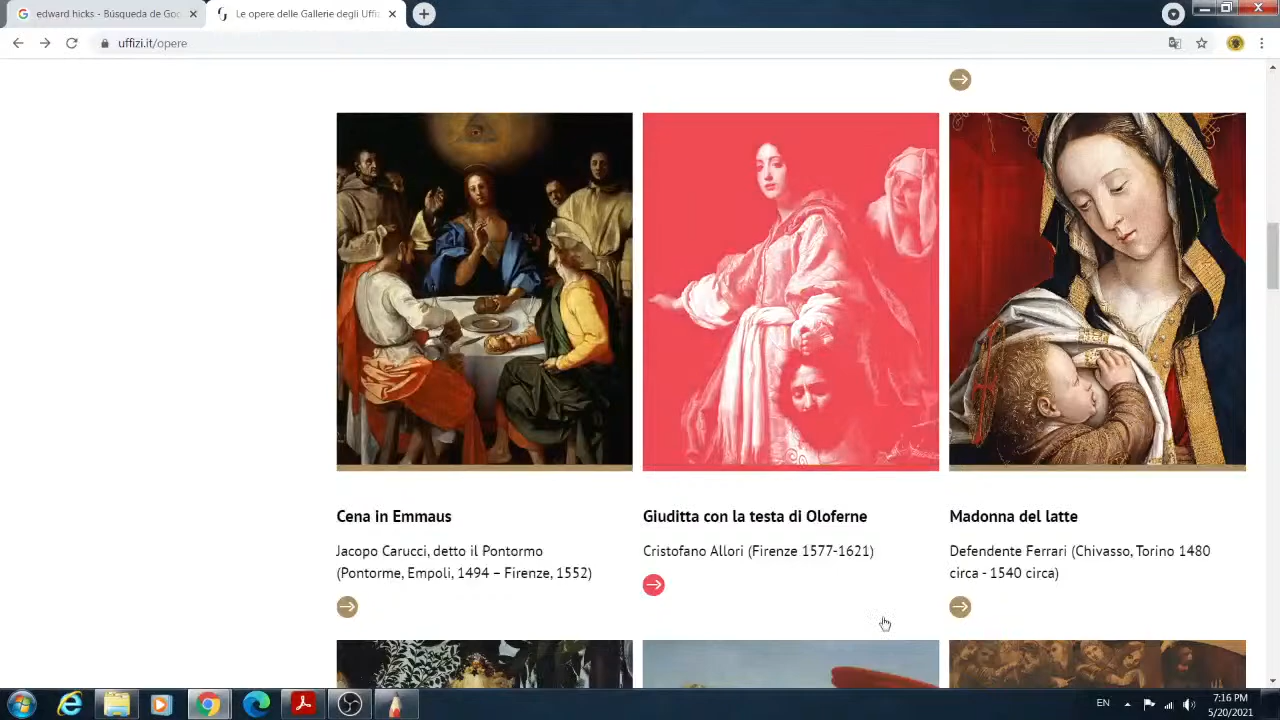 edward hicks - Búsqueda de Goo
Le opere delle Gallerie degli Uffiz
uffizi.it/opere
Cena in Emmaus
Jacopo Carucci, detto il Pontormo
(Pontorme, Empoli, 1494 – Firenze, 1552)
Giuditta con la testa di Oloferne
Cristofano Allori (Firenze 1577-1621)
Madonna del latte
Defendente Ferrari (Chivasso, Torino 1480
circa - 1540 circa)
EN
7:16 PM
5/20/2021